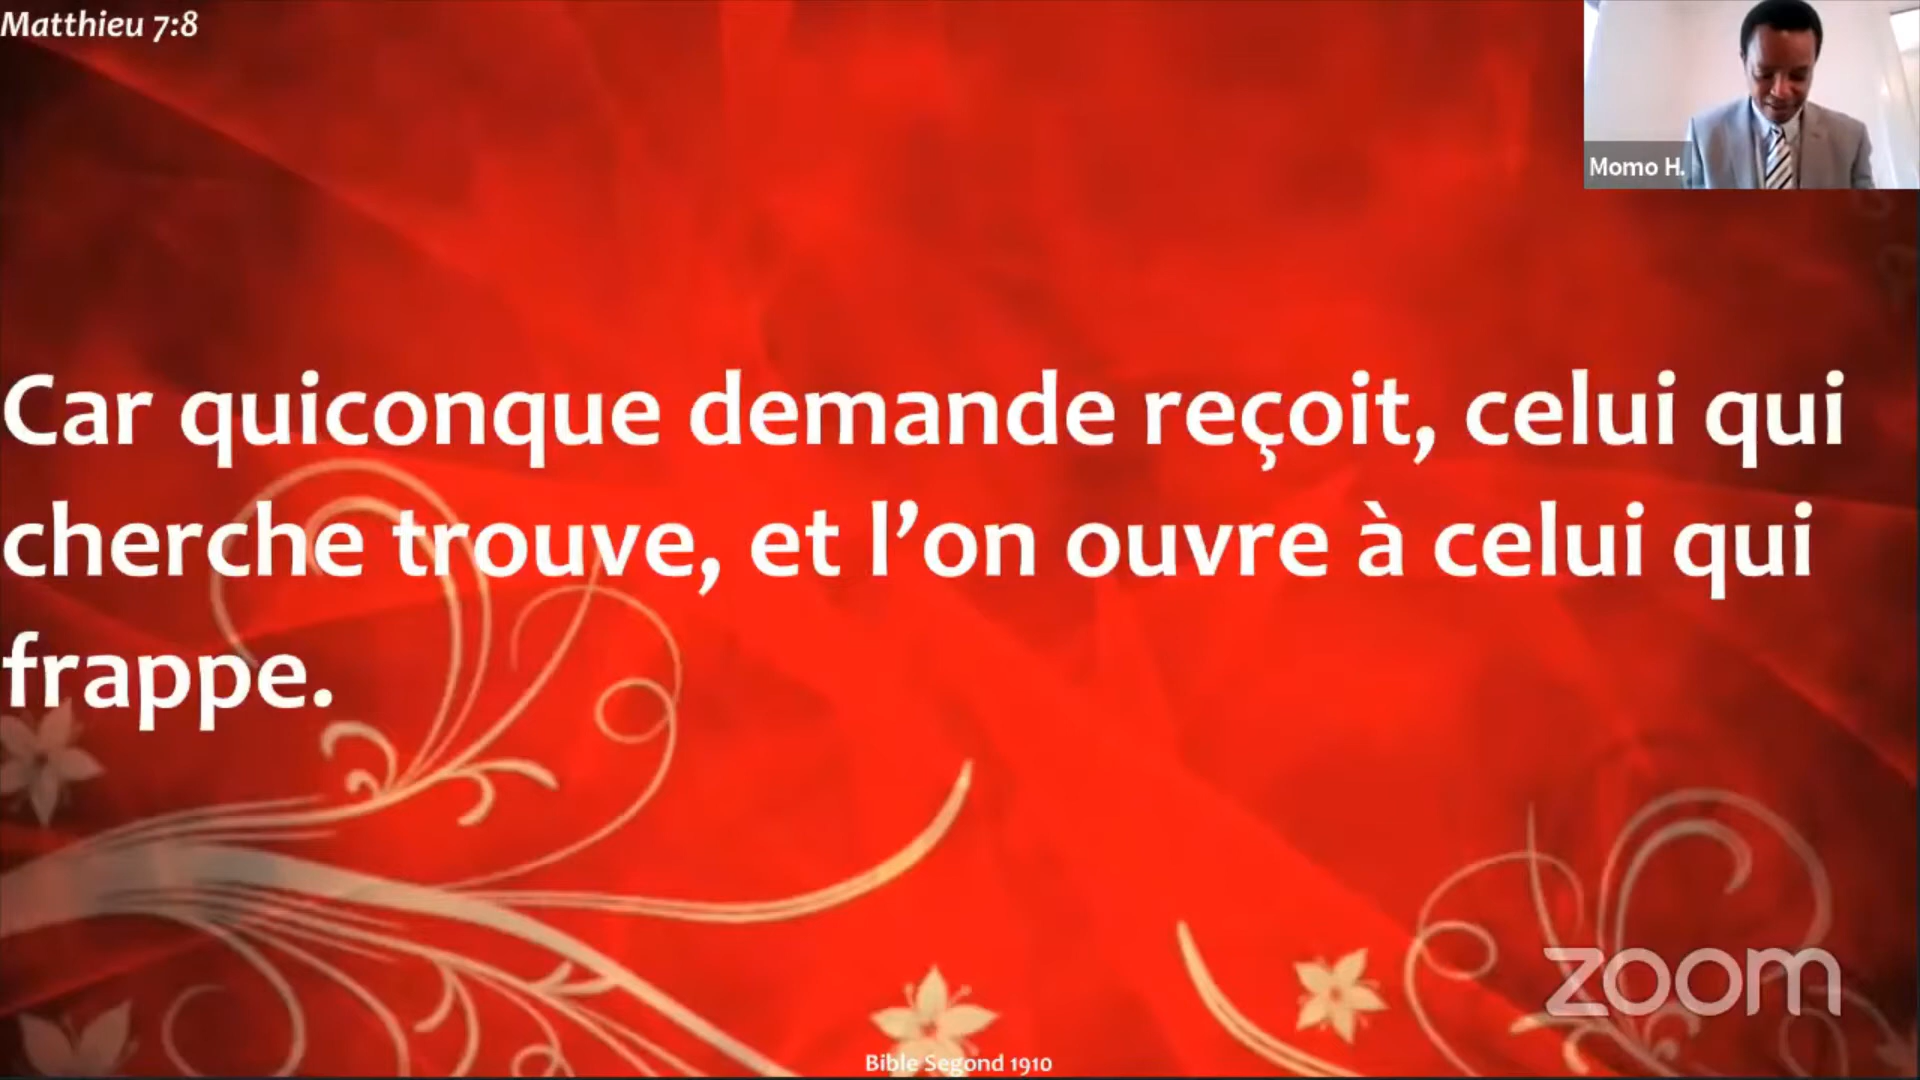 Matthieu 7:8
Momo H.
Car quiconque demande reçoit, celui qui
cherche trouve, et l’on ouvre à celui qui
frappe.
zoom
Bible Segond 1910